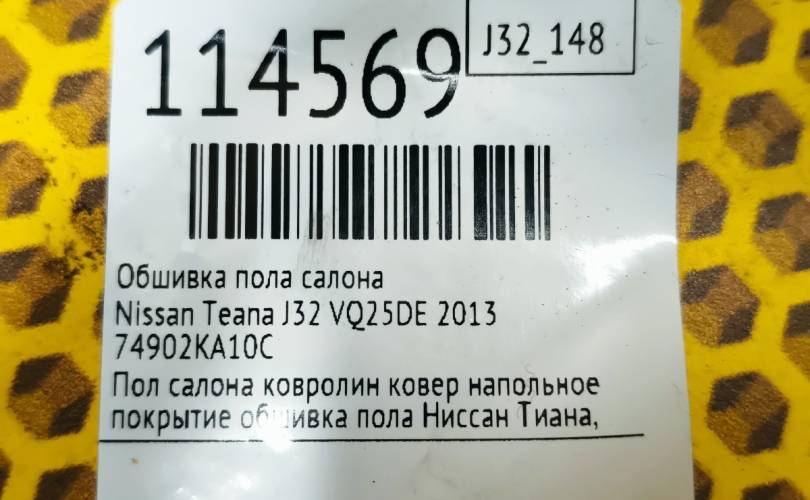 114569
J32_148
Обшивка пола салона
Nissan Teana J32 VQ25DE 2013
74902KA10C
Пол салона ковролин ковер напольное
покрытие обшивка пола Ниссан Тиана,